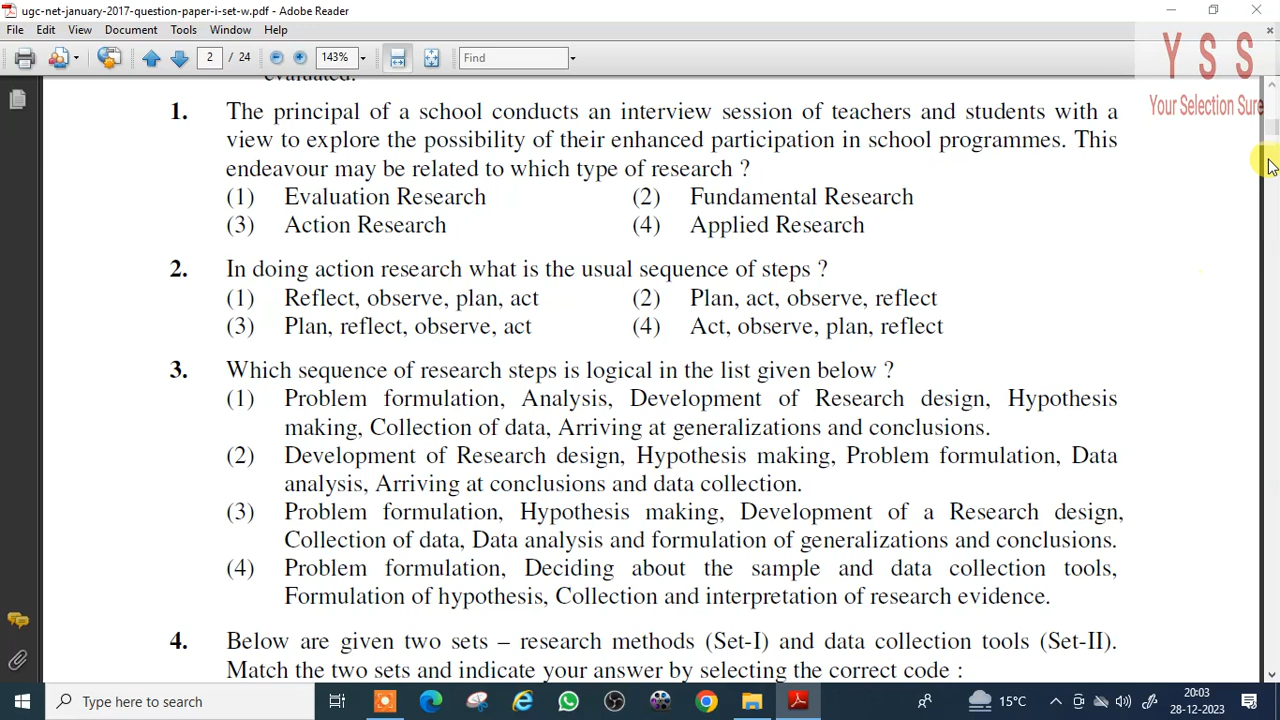 ugc-net-january-2017-question-paper-i-set-w.pdf - Adobe Reader
File Edit View Document Tools Window Help
2 / 24 143% Find
Y S S
Your Selection Sure
evaluated.
1. The principal of a school conducts an interview session of teachers and students with a
view to explore the possibility of their enhanced participation in school programmes. This
endeavour may be related to which type of research ?
(1) Evaluation Research (2) Fundamental Research
(3) Action Research (4) Applied Research
2. In doing action research what is the usual sequence of steps ?
(1) Reflect, observe, plan, act (2) Plan, act, observe, reflect
(3) Plan, reflect, observe, act (4) Act, observe, plan, reflect
3. Which sequence of research steps is logical in the list given below ?
(1) Problem formulation, Analysis, Development of Research design, Hypothesis
making, Collection of data, Arriving at generalizations and conclusions.
(2) Development of Research design, Hypothesis making, Problem formulation, Data
analysis, Arriving at conclusions and data collection.
(3) Problem formulation, Hypothesis making, Development of a Research design,
Collection of data, Data analysis and formulation of generalizations and conclusions.
(4) Problem formulation, Deciding about the sample and data collection tools,
Formulation of hypothesis, Collection and interpretation of research evidence.
4. Below are given two sets – research methods (Set-I) and data collection tools (Set-II).
Match the two sets and indicate your answer by selecting the correct code :
Type here to search 15°C 20:03
28-12-2023